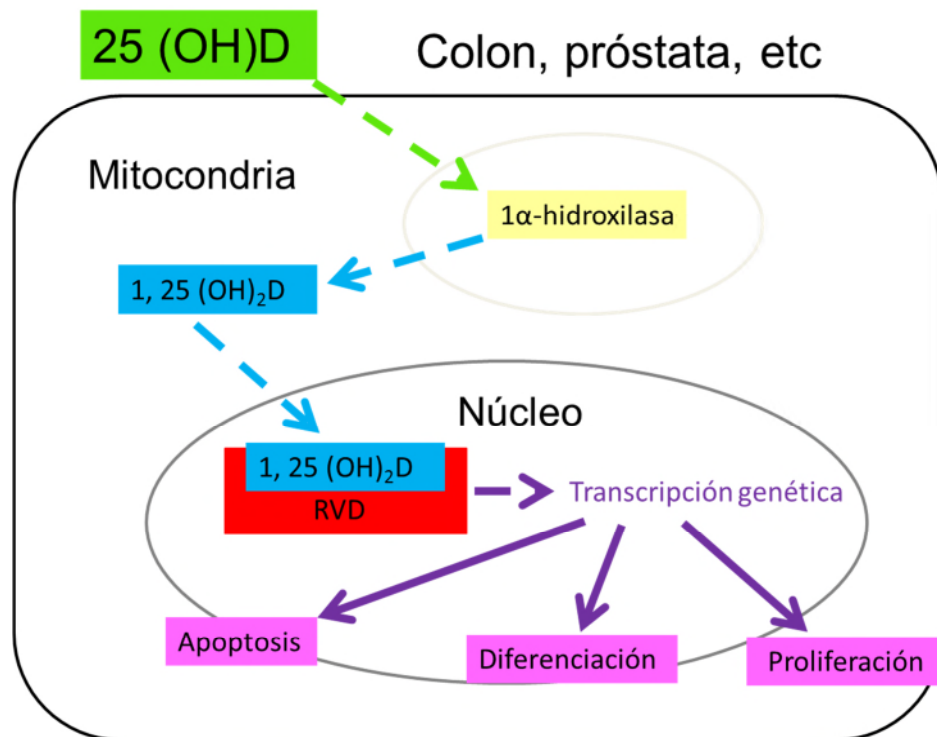 25 (OH)D
Colon, próstata, etc
Mitocondria
1α-hidroxilasa
1, 25 (OH)₂D
Núcleo
1, 25 (OH)₂D
RVD
Transcripción genética
Apoptosis
Diferenciación
Proliferación